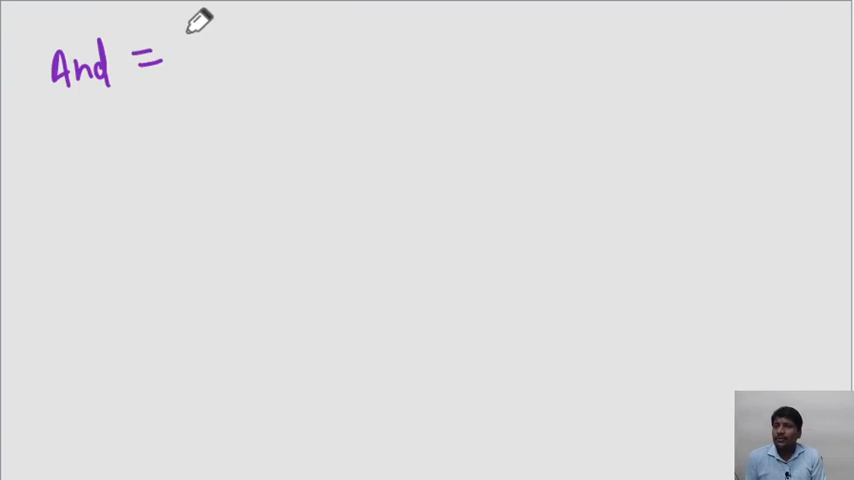 And =